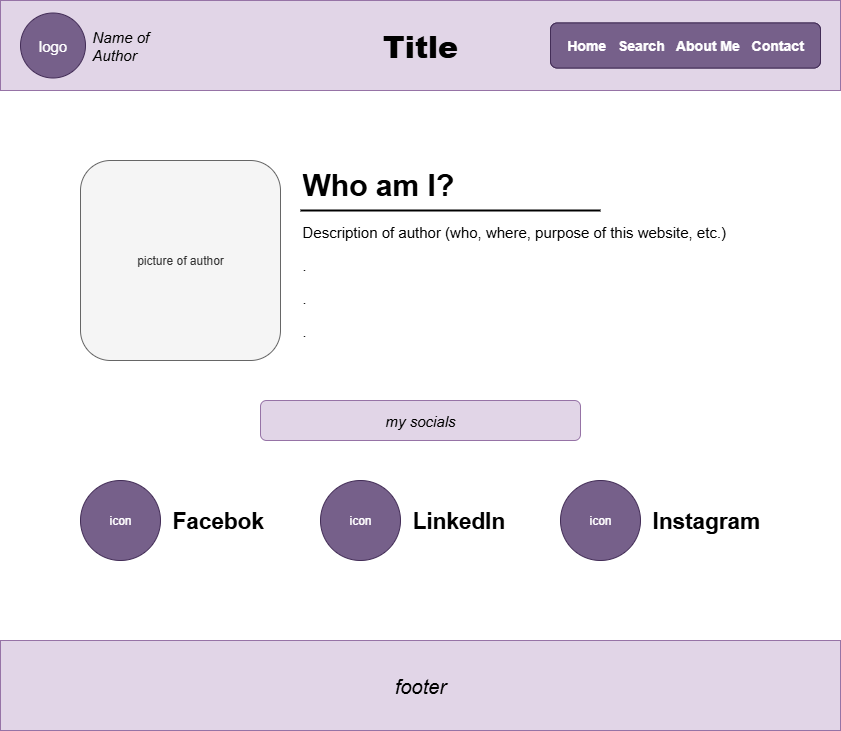 logo
Name of
Author
Title
Home Search About Me Contact
picture of author
Who am I?
Description of author (who, where, purpose of this website, etc.)
.
.
.
my socials
icon Facebok icon LinkedIn icon Instagram
footer